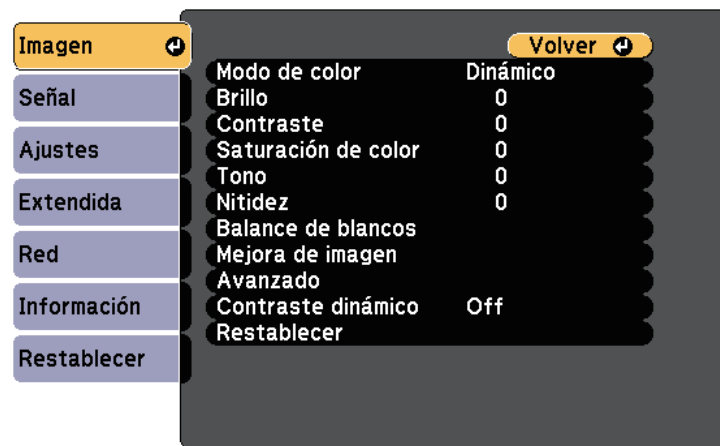 Imagen
Señal
Ajustes
Extendida
Red
Información
Restablecer
Volver
Modo de color Dinámico
Brillo 0
Contraste 0
Saturación de color 0
Tono 0
Nitidez 0
Balance de blancos
Mejora de imagen
Avanzado
Contraste dinámico Off
Restablecer